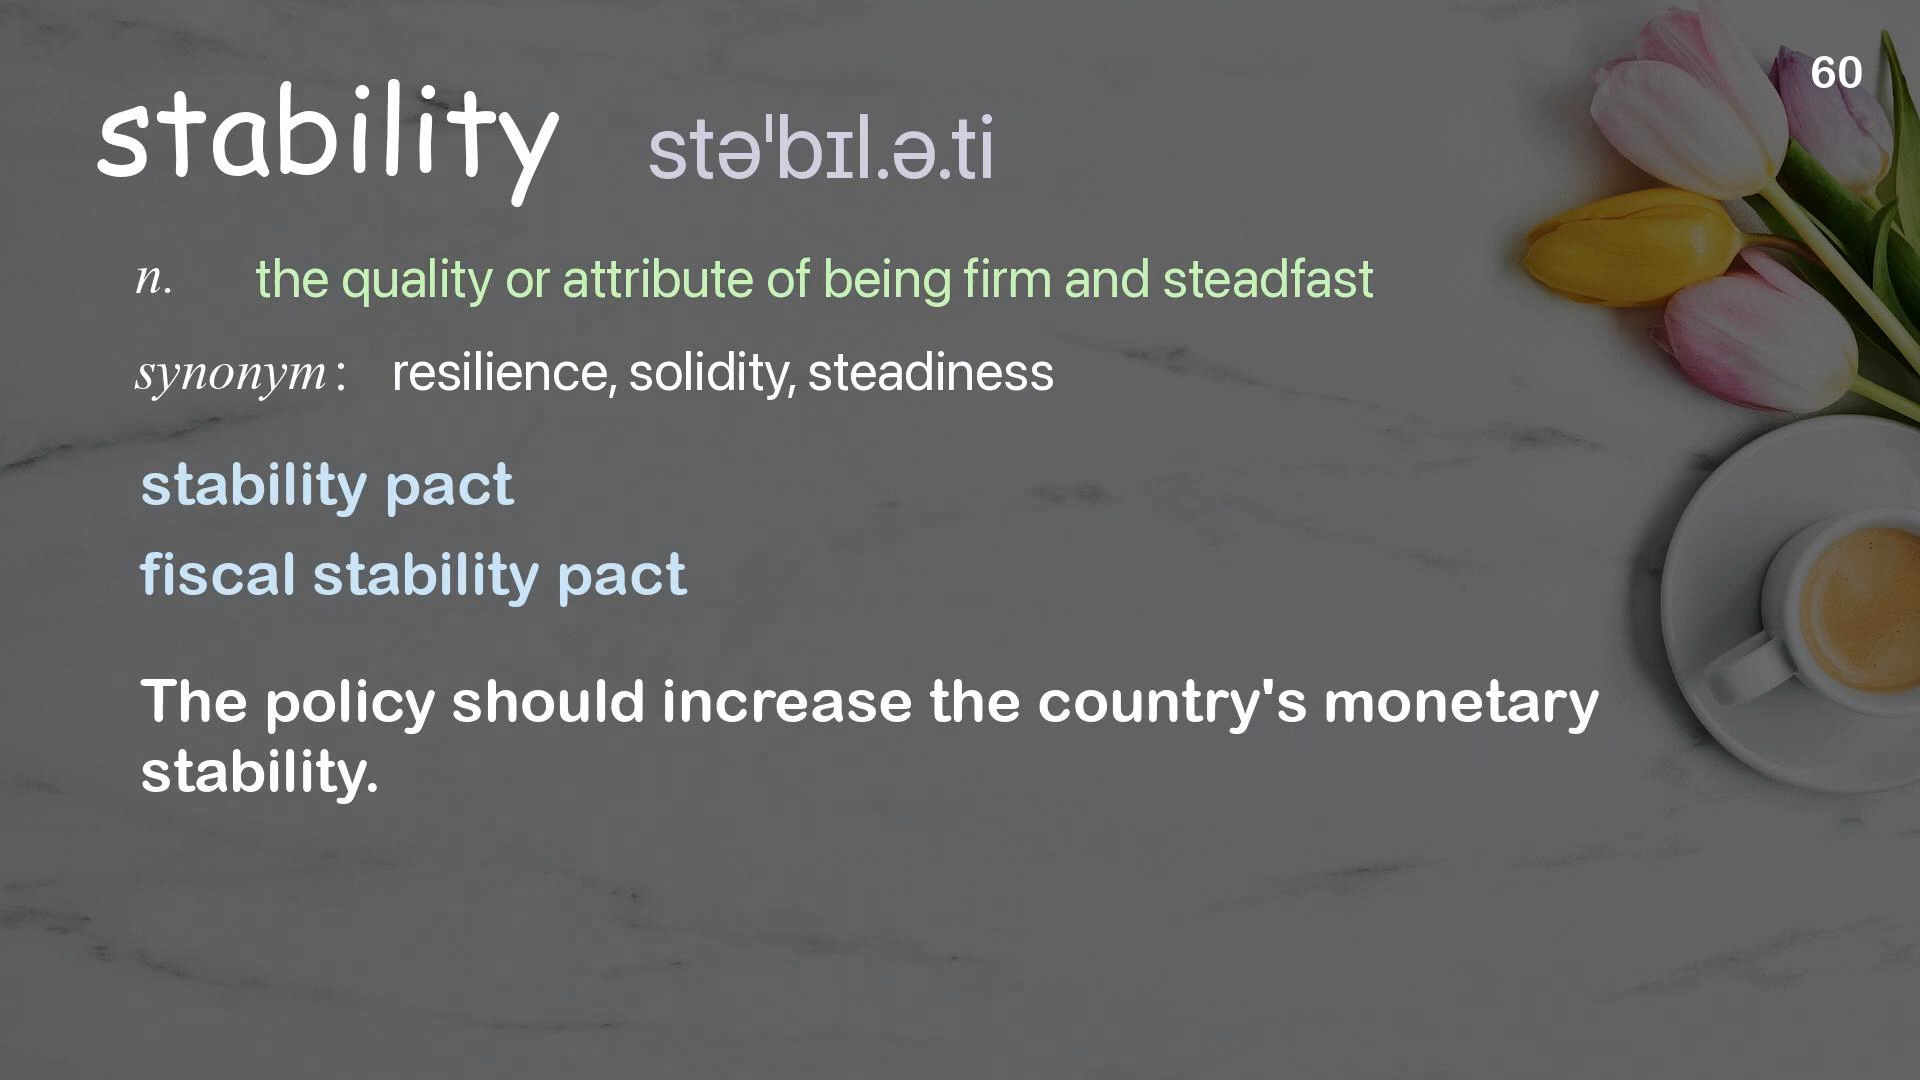 60
stability stəˈbɪl.ə.ti
n. the quality or attribute of being firm and steadfast
synonym : resilience, solidity, steadiness
stability pact
fiscal stability pact
The policy should increase the country's monetary
stability.